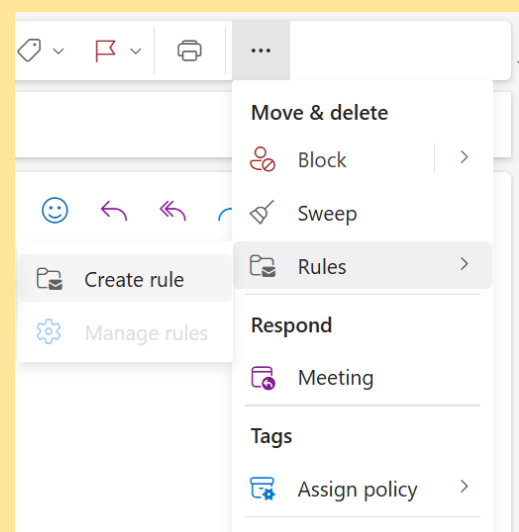 Move & delete
Block
Sweep
Rules
Create rule
Manage rules
Respond
Meeting
Tags
Assign policy